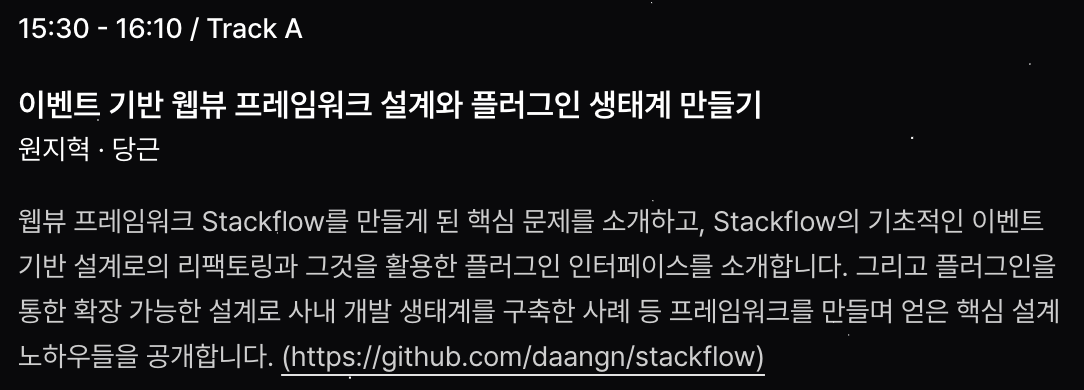 15:30 - 16:10 / Track A
이벤트 기반 웹뷰 프레임워크 설계와 플러그인 생태계 만들기
원지혁 · 당근
웹뷰 프레임워크 Stackflow를 만들게 된 핵심 문제를 소개하고, Stackflow의 기초적인 이벤트
기반 설계로의 리팩토링과 그것을 활용한 플러그인 인터페이스를 소개합니다. 그리고 플러그인을
통한 확장 가능한 설계로 사내 개발 생태계를 구축한 사례 등 프레임워크를 만들며 얻은 핵심 설계
노하우들을 공개합니다. (https://github.com/daangn/stackflow)